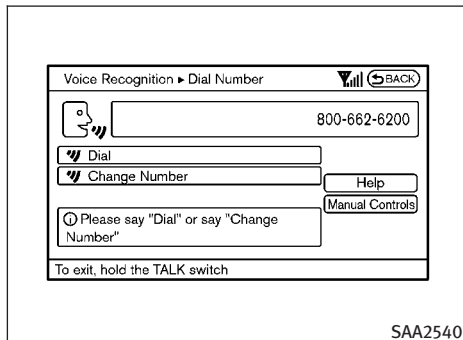 Voice Recognition ▸ Dial Number
BACK
800-662-6200
Dial
Change Number
Help
Manual Controls
Please say "Dial" or say "Change
Number"
To exit, hold the TALK switch
SAA2540